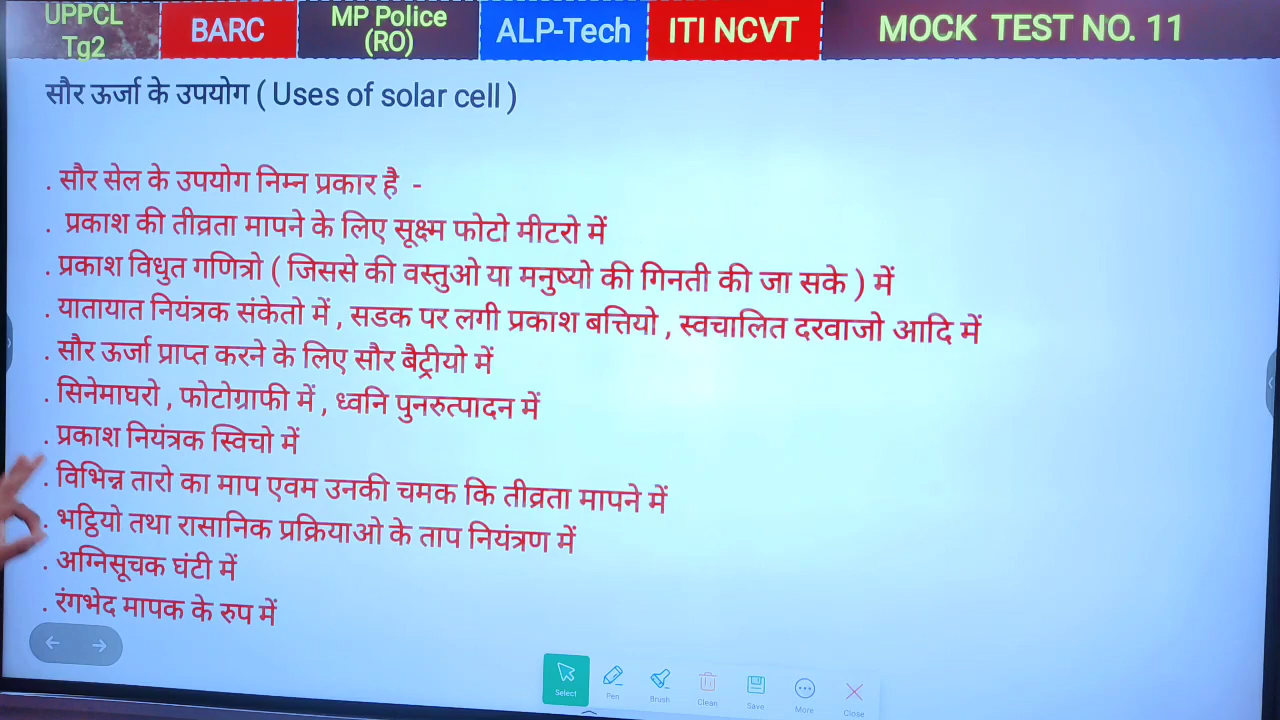 UPPCL Tg2
BARC
MP Police (RO)
ALP-Tech
ITI NCVT
MOCK TEST NO. 11
सौर ऊर्जा के उपयोग ( Uses of solar cell )
. सौर सेल के उपयोग निम्न प्रकार है -
. प्रकाश की तीव्रता मापने के लिए सूक्ष्म फोटो मीटरो में
. प्रकाश विधुत गणित्रो ( जिससे की वस्तुओ या मनुष्यो की गिनती की जा सके ) में
. यातायात नियंत्रक संकेतो में , सडक पर लगी प्रकाश बत्तियो , स्वचालित दरवाजो आदि में
. सौर ऊर्जा प्राप्त करने के लिए सौर बैट्रीयो में
. सिनेमाघरो , फोटोग्राफी में , ध्वनि पुनरुत्पादन में
. प्रकाश नियंत्रक स्विचो में
. विभिन्न तारो का माप एवम उनकी चमक कि तीव्रता मापने में
. भट्ठियो तथा रासानिक प्रक्रियाओ के ताप नियंत्रण में
. अग्निसूचक घंटी में
. रंगभेद मापक के रुप में
Select
Pen
Brush
Clean
Save
More
Close